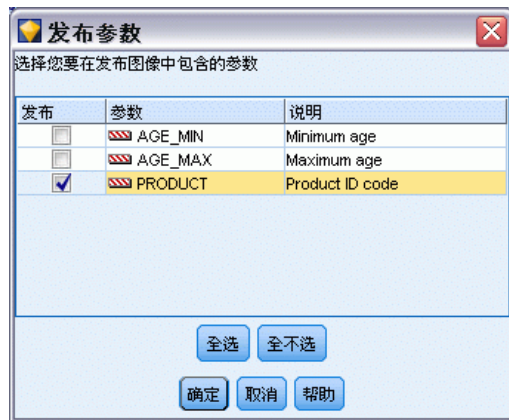 发布参数
选择您要在发布图像中包含的参数
发布 参数 说明
AGE_MIN Minimum age
AGE_MAX Maximum age
PRODUCT Product ID code
全选 全不选
确定 取消 帮助